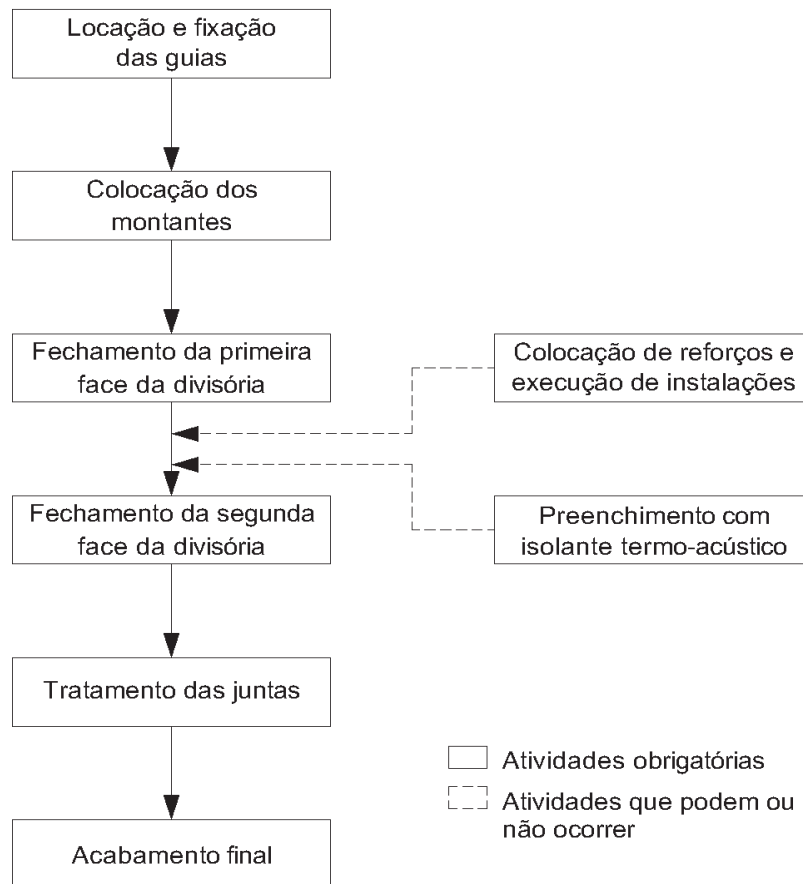 Locação e fixação
das guias
Colocação dos
montantes
Fechamento da primeira
face da divisória
Colocação de reforços e
execução de instalações
Fechamento da segunda
face da divisória
Preenchimento com
isolante termo-acústico
Tratamento das juntas
Atividades obrigatórias
Atividades que podem ou
não ocorrer
Acabamento final